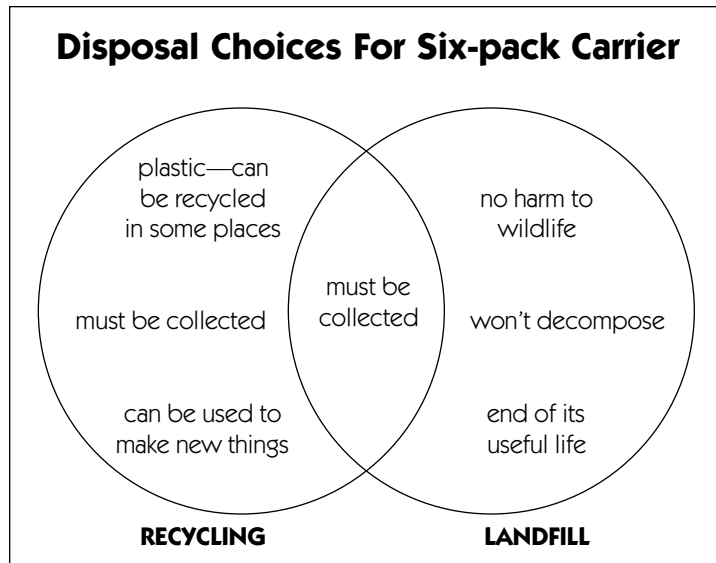 Disposal Choices For Six-pack Carrier
plastic—can
be recycled
in some places
must be collected
can be used to
make new things
must be
collected
no harm to
wildlife
won't decompose
end of its
useful life
RECYCLING
LANDFILL